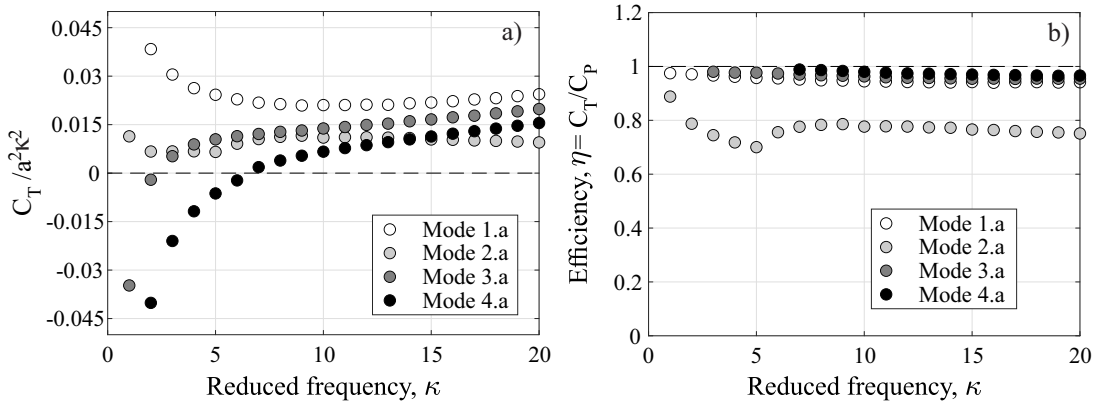 a)
C_T /a²κ²
0.045
0.03
0.015
0
-0.015
-0.03
-0.045
Mode 1.a
Mode 2.a
Mode 3.a
Mode 4.a
0 5 10 15 20
Reduced frequency, κ
b)
Efficiency, η= C_T/C_P
1.2
1
0.8
0.6
0.4
0.2
0
Mode 1.a
Mode 2.a
Mode 3.a
Mode 4.a
0 5 10 15 20
Reduced frequency, κ